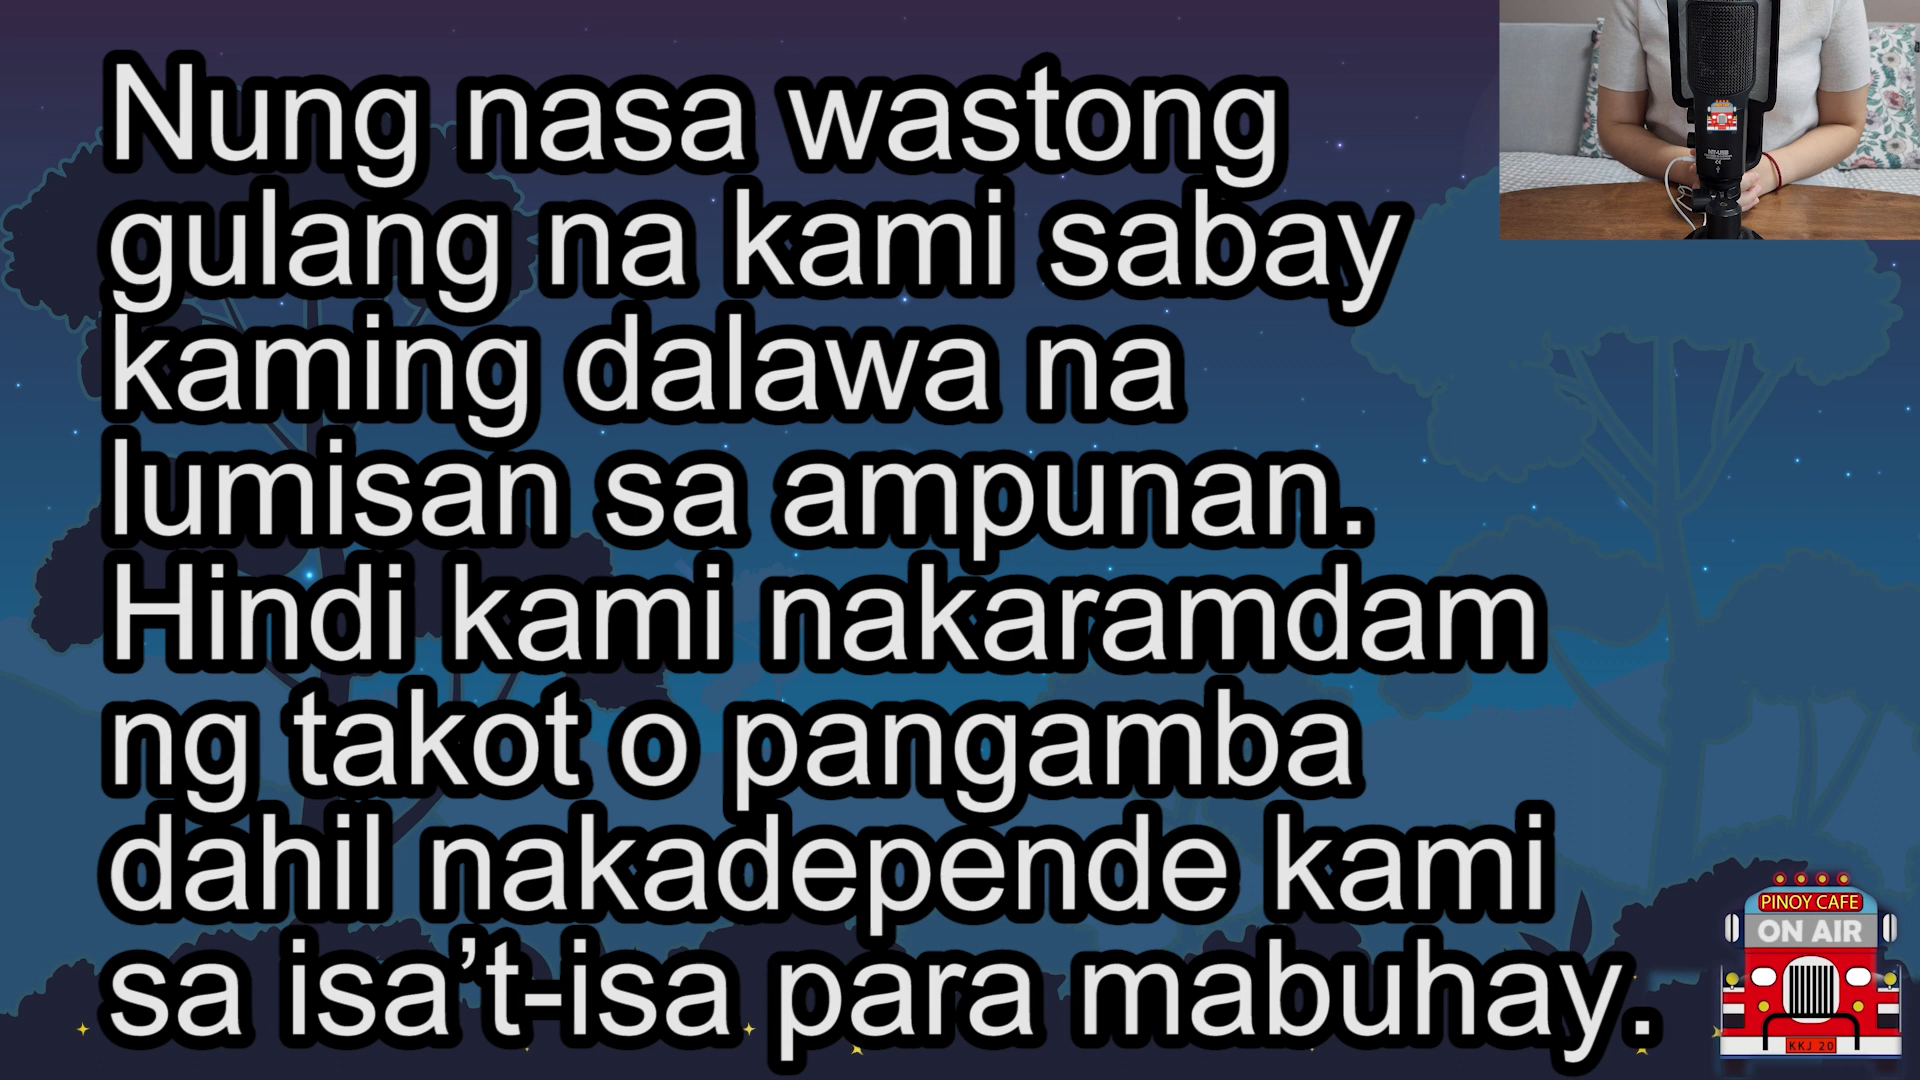 Nung nasa wastong
gulang na kami sabay
kaming dalawa na
lumisan sa ampunan.
Hindi kami nakaramdam
ng takot o pangamba
dahil nakadepende kami
sa isa’t-isa para mabuhay.
PINOY CAFE
ON AIR
KKJ 20